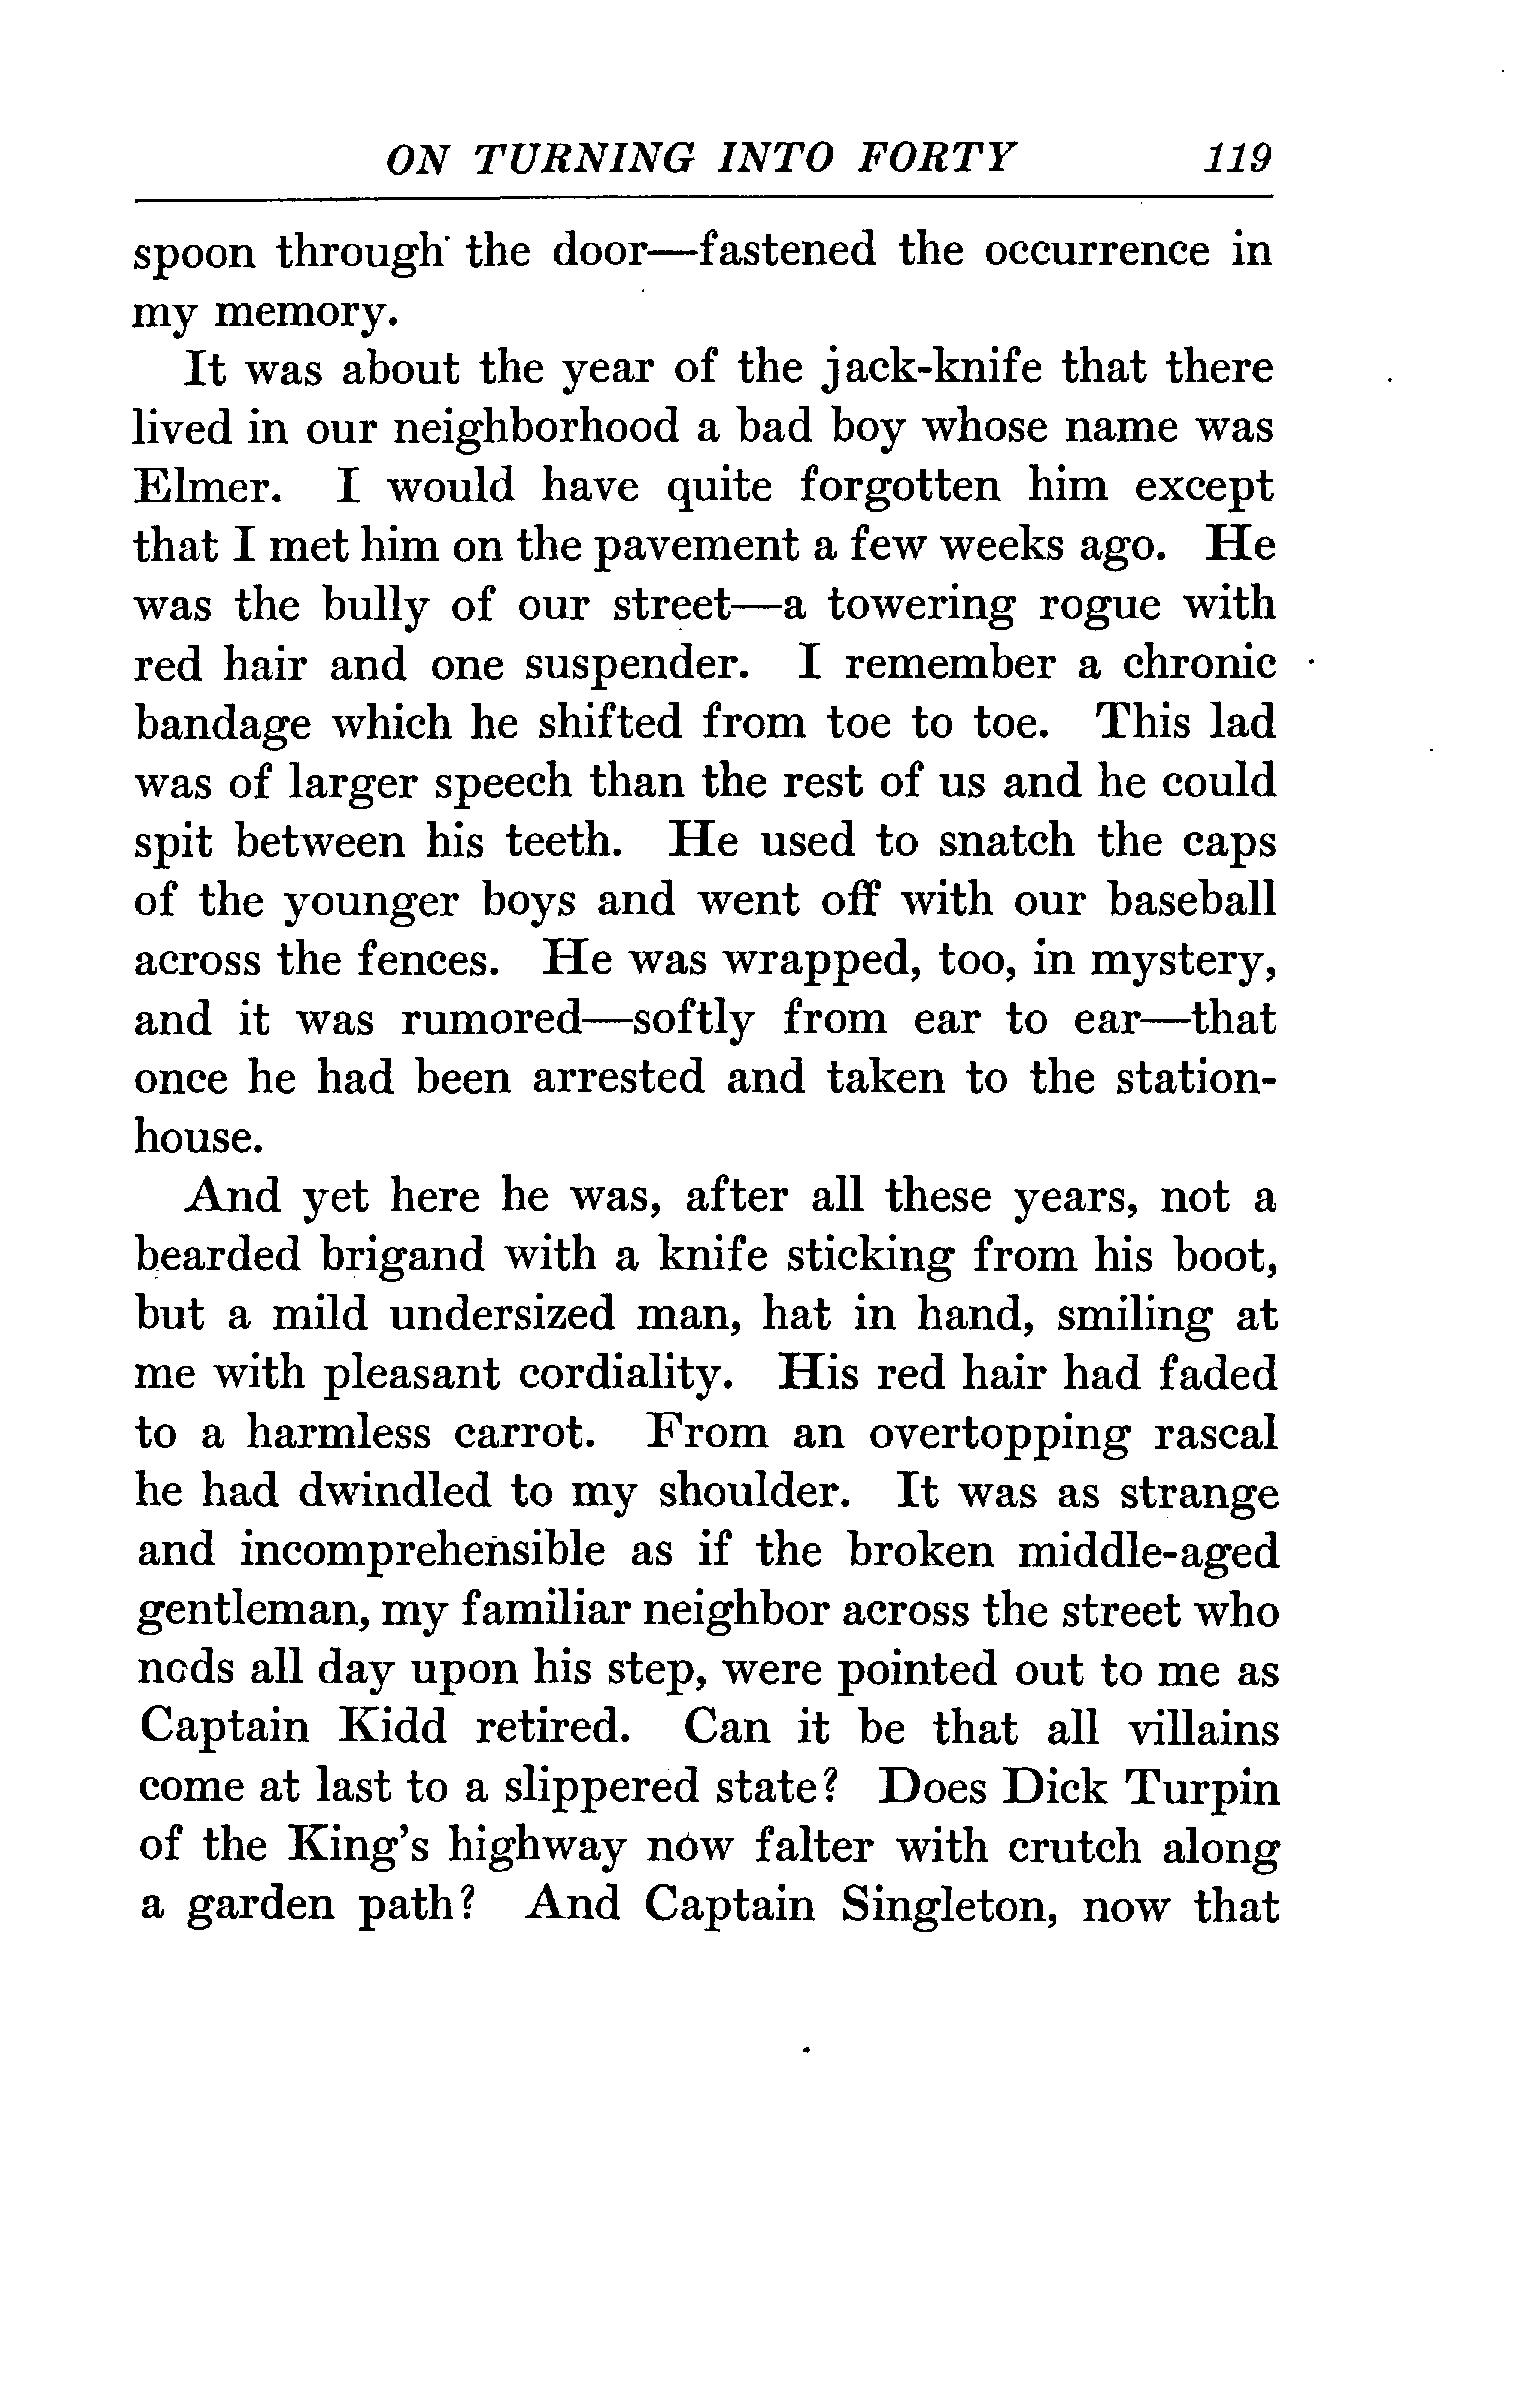 ON TURNING INTO FORTY 119
spoon through the door—fastened the occurrence in
my memory.
It was about the year of the jack-knife that there
lived in our neighborhood a bad boy whose name was
Elmer. I would have quite forgotten him except
that I met him on the pavement a few weeks ago. He
was the bully of our street—a towering rogue with
red hair and one suspender. I remember a chronic
bandage which he shifted from toe to toe. This lad
was of larger speech than the rest of us and he could
spit between his teeth. He used to snatch the caps
of the younger boys and went off with our baseball
across the fences. He was wrapped, too, in mystery,
and it was rumored—softly from ear to ear—that
once he had been arrested and taken to the station-
house.
And yet here he was, after all these years, not a
bearded brigand with a knife sticking from his boot,
but a mild undersized man, hat in hand, smiling at
me with pleasant cordiality. His red hair had faded
to a harmless carrot. From an overtopping rascal
he had dwindled to my shoulder. It was as strange
and incomprehensible as if the broken middle-aged
gentleman, my familiar neighbor across the street who
nods all day upon his step, were pointed out to me as
Captain Kidd retired. Can it be that all villains
come at last to a slippered state? Does Dick Turpin
of the King's highway now falter with crutch along
a garden path? And Captain Singleton, now that